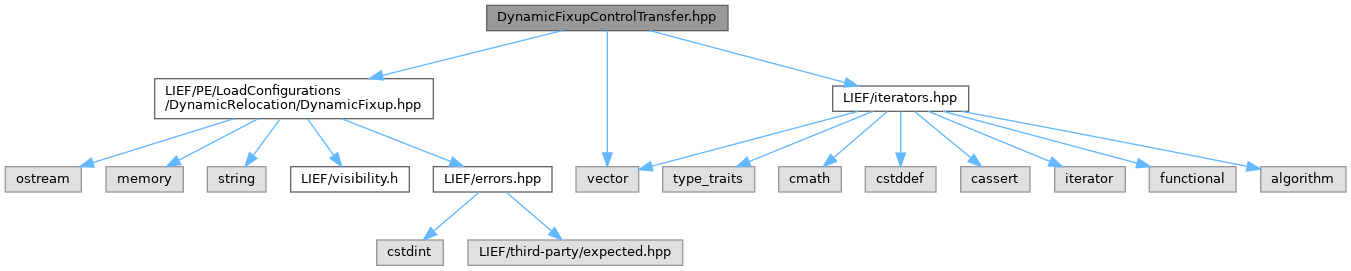 DynamicFixupControlTransfer.hpp
LIEF/PE/LoadConfigurations
/DynamicRelocation/DynamicFixup.hpp
LIEF/iterators.hpp
ostream
memory
string
LIEF/visibility.h
LIEF/errors.hpp
vector
type_traits
cmath
cstddef
cassert
iterator
functional
algorithm
cstdint
LIEF/third-party/expected.hpp